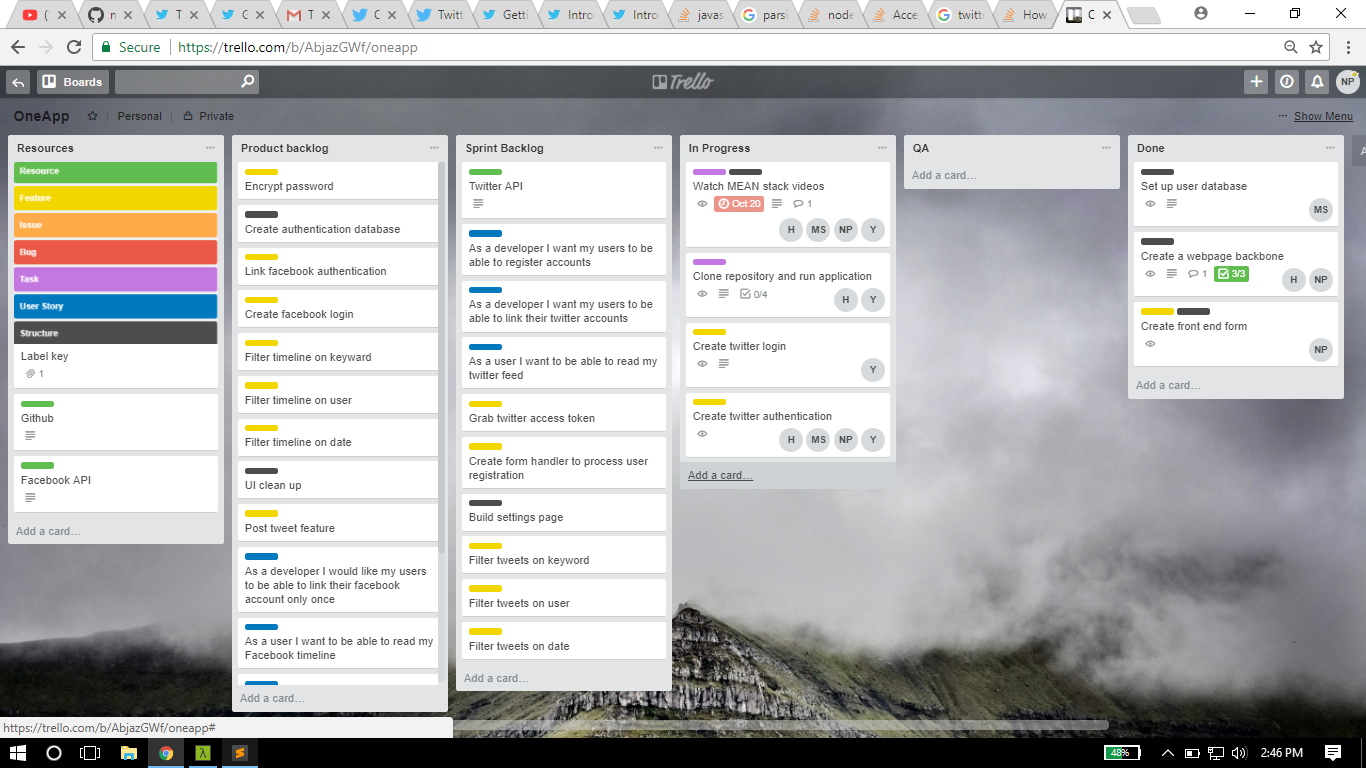 (
n
T
G
T
C
Twitt
Getti
Intro
Intro
javas
parsi
node
Acce
twitt
How
C
Secure
https://trello.com/b/AbjazGWf/oneapp
Boards
Trello
NP
OneApp
Personal
Private
Show Menu
Resources
Resource
Feature
Issue
Bug
Task
User Story
Structure
Label key
1
Github
Facebook API
Add a card…
Product backlog
Encrypt password
Create authentication database
Link facebook authentication
Create facebook login
Filter timeline on keyward
Filter timeline on user
Filter timeline on date
UI clean up
Post tweet feature
As a developer I would like my users
to be able to link their facebook
account only once
As a user I want to be able to read my
Facebook timeline
Add a card…
Sprint Backlog
Twitter API
As a developer I want my users to be
able to register accounts
As a developer I want my users to be
able to link their twitter accounts
As a user I want to be able to read my
twitter feed
Grab twitter access token
Create form handler to process user
registration
Build settings page
Filter tweets on keyword
Filter tweets on user
Filter tweets on date
Add a card…
In Progress
Watch MEAN stack videos
Oct 20
1
H MS NP Y
Clone repository and run application
0/4
H Y
Create twitter login
Y
Create twitter authentication
H MS NP Y
Add a card…
QA
Add a card…
Done
Set up user database
MS
Create a webpage backbone
1
3/3
H NP
Create front end form
NP
Add a card…
A
https://trello.com/b/AbjazGWf/oneapp#
48%
2:46 PM